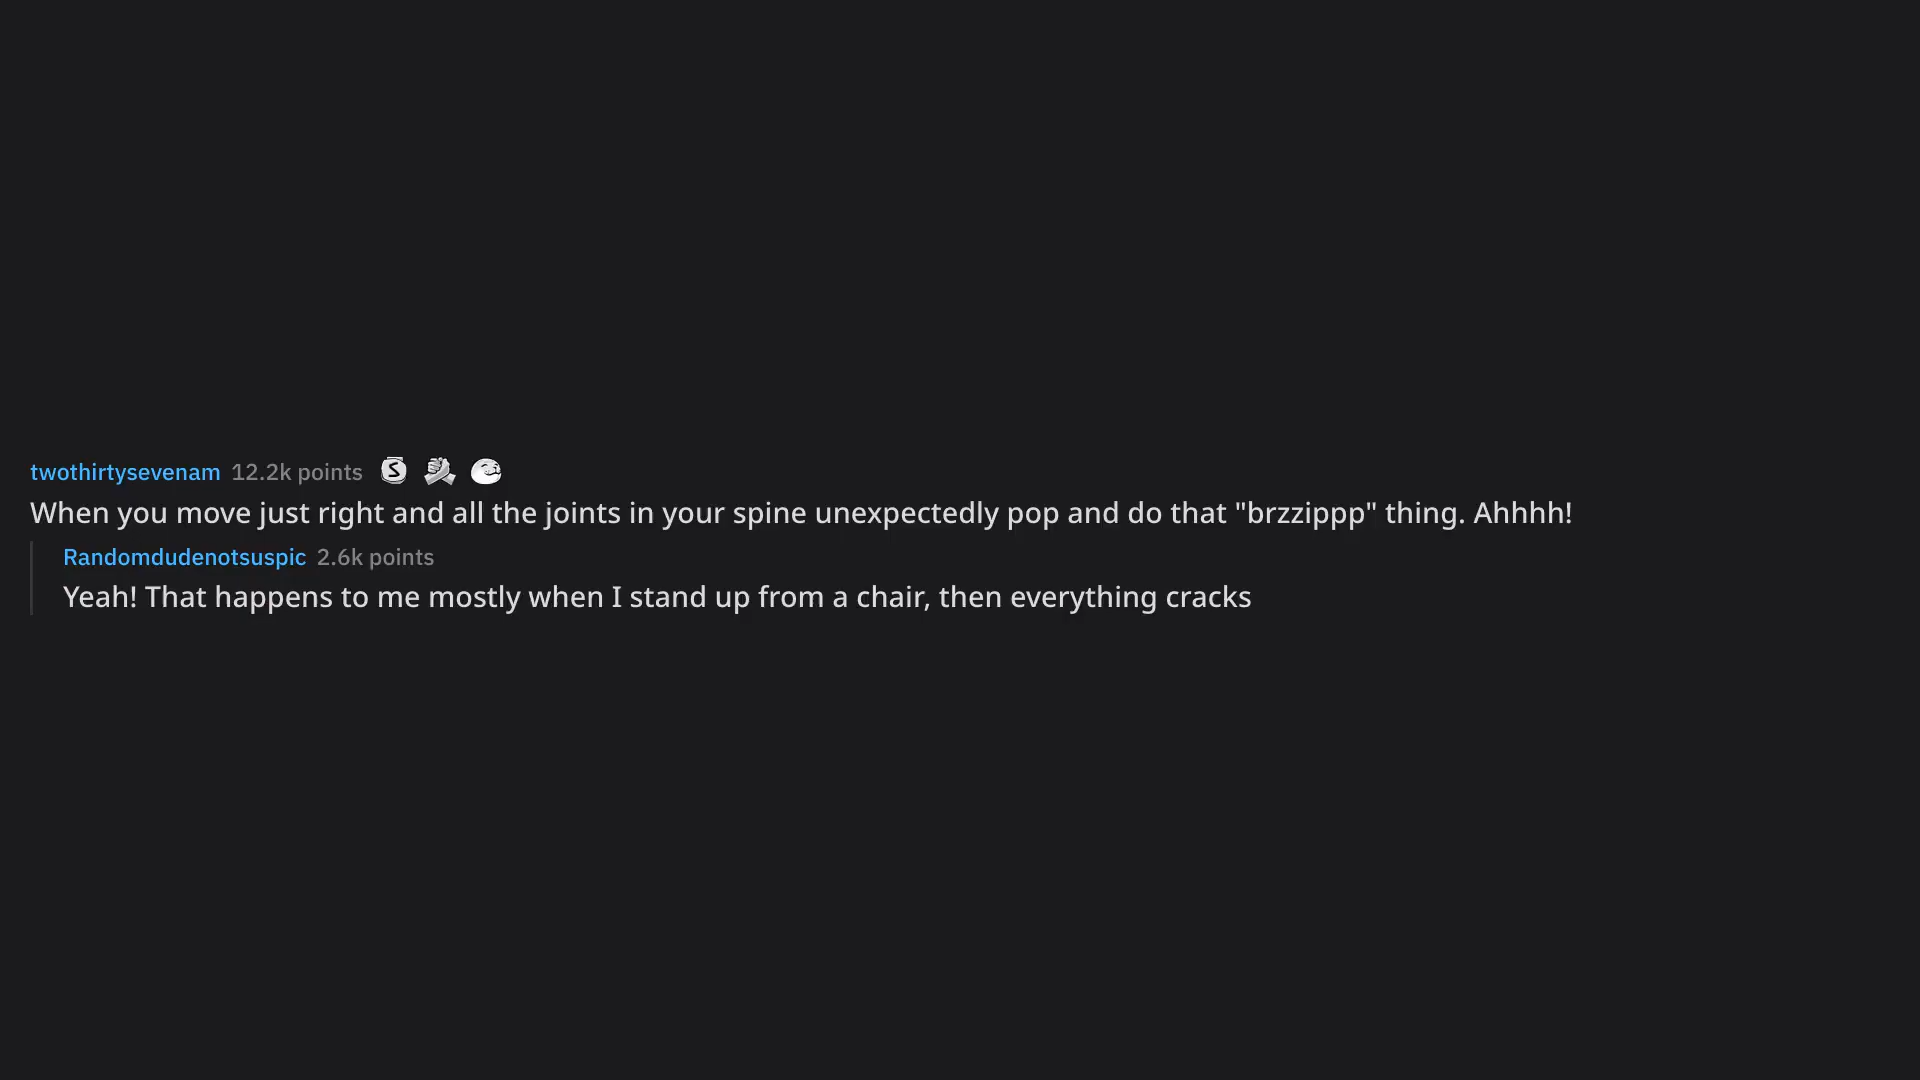 twothirtysevenam 12.2k points
When you move just right and all the joints in your spine unexpectedly pop and do that "brzzippp" thing. Ahhhh!
Randomdudenotsuspic 2.6k points
Yeah! That happens to me mostly when I stand up from a chair, then everything cracks